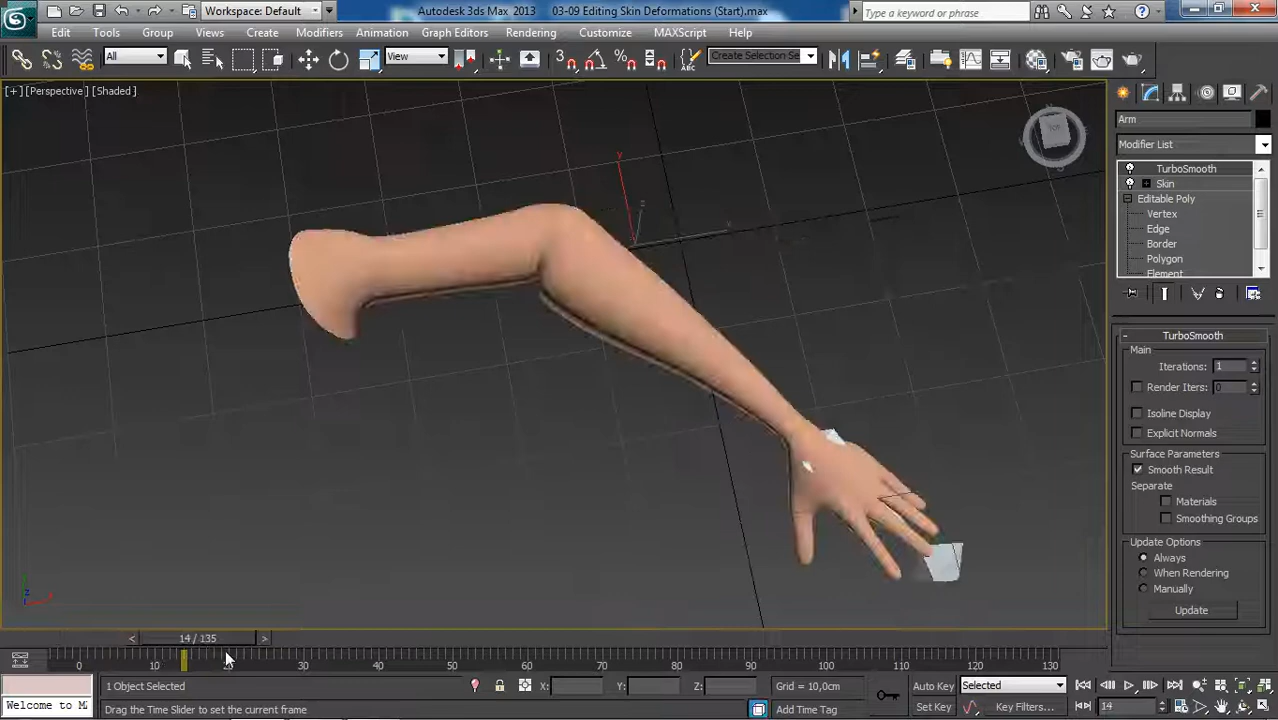 Workspace: Default
Autodesk 3ds Max 2013
03-09 Editing Skin Deformations (Start).max
Type a keyword or phrase
Edit
Tools
Group
Views
Create
Modifiers
Animation
Graph Editors
Rendering
Customize
MAXScript
Help
All
View
3
Create Selection Se
[+] [Perspective] [Shaded]
TOP
y
z
Arm
Modifier List
TurboSmooth
Skin
Editable Poly
Vertex
Edge
Border
Polygon
Element
TurboSmooth
Main
Iterations: 1
Render Iters: 0
Isoline Display
Explicit Normals
Surface Parameters
Smooth Result
Separate
Materials
Smoothing Groups
Update Options
Always
When Rendering
Manually
Update
< 14 / 135 >
0 10 20 30 40 50 60 70 80 90 100 110 120 130
1 Object Selected
X: Y: Z:
Grid = 10,0cm
Auto Key
Selected
Welcome to M
Drag the Time Slider to set the current frame
Add Time Tag
Set Key
Key Filters...
14